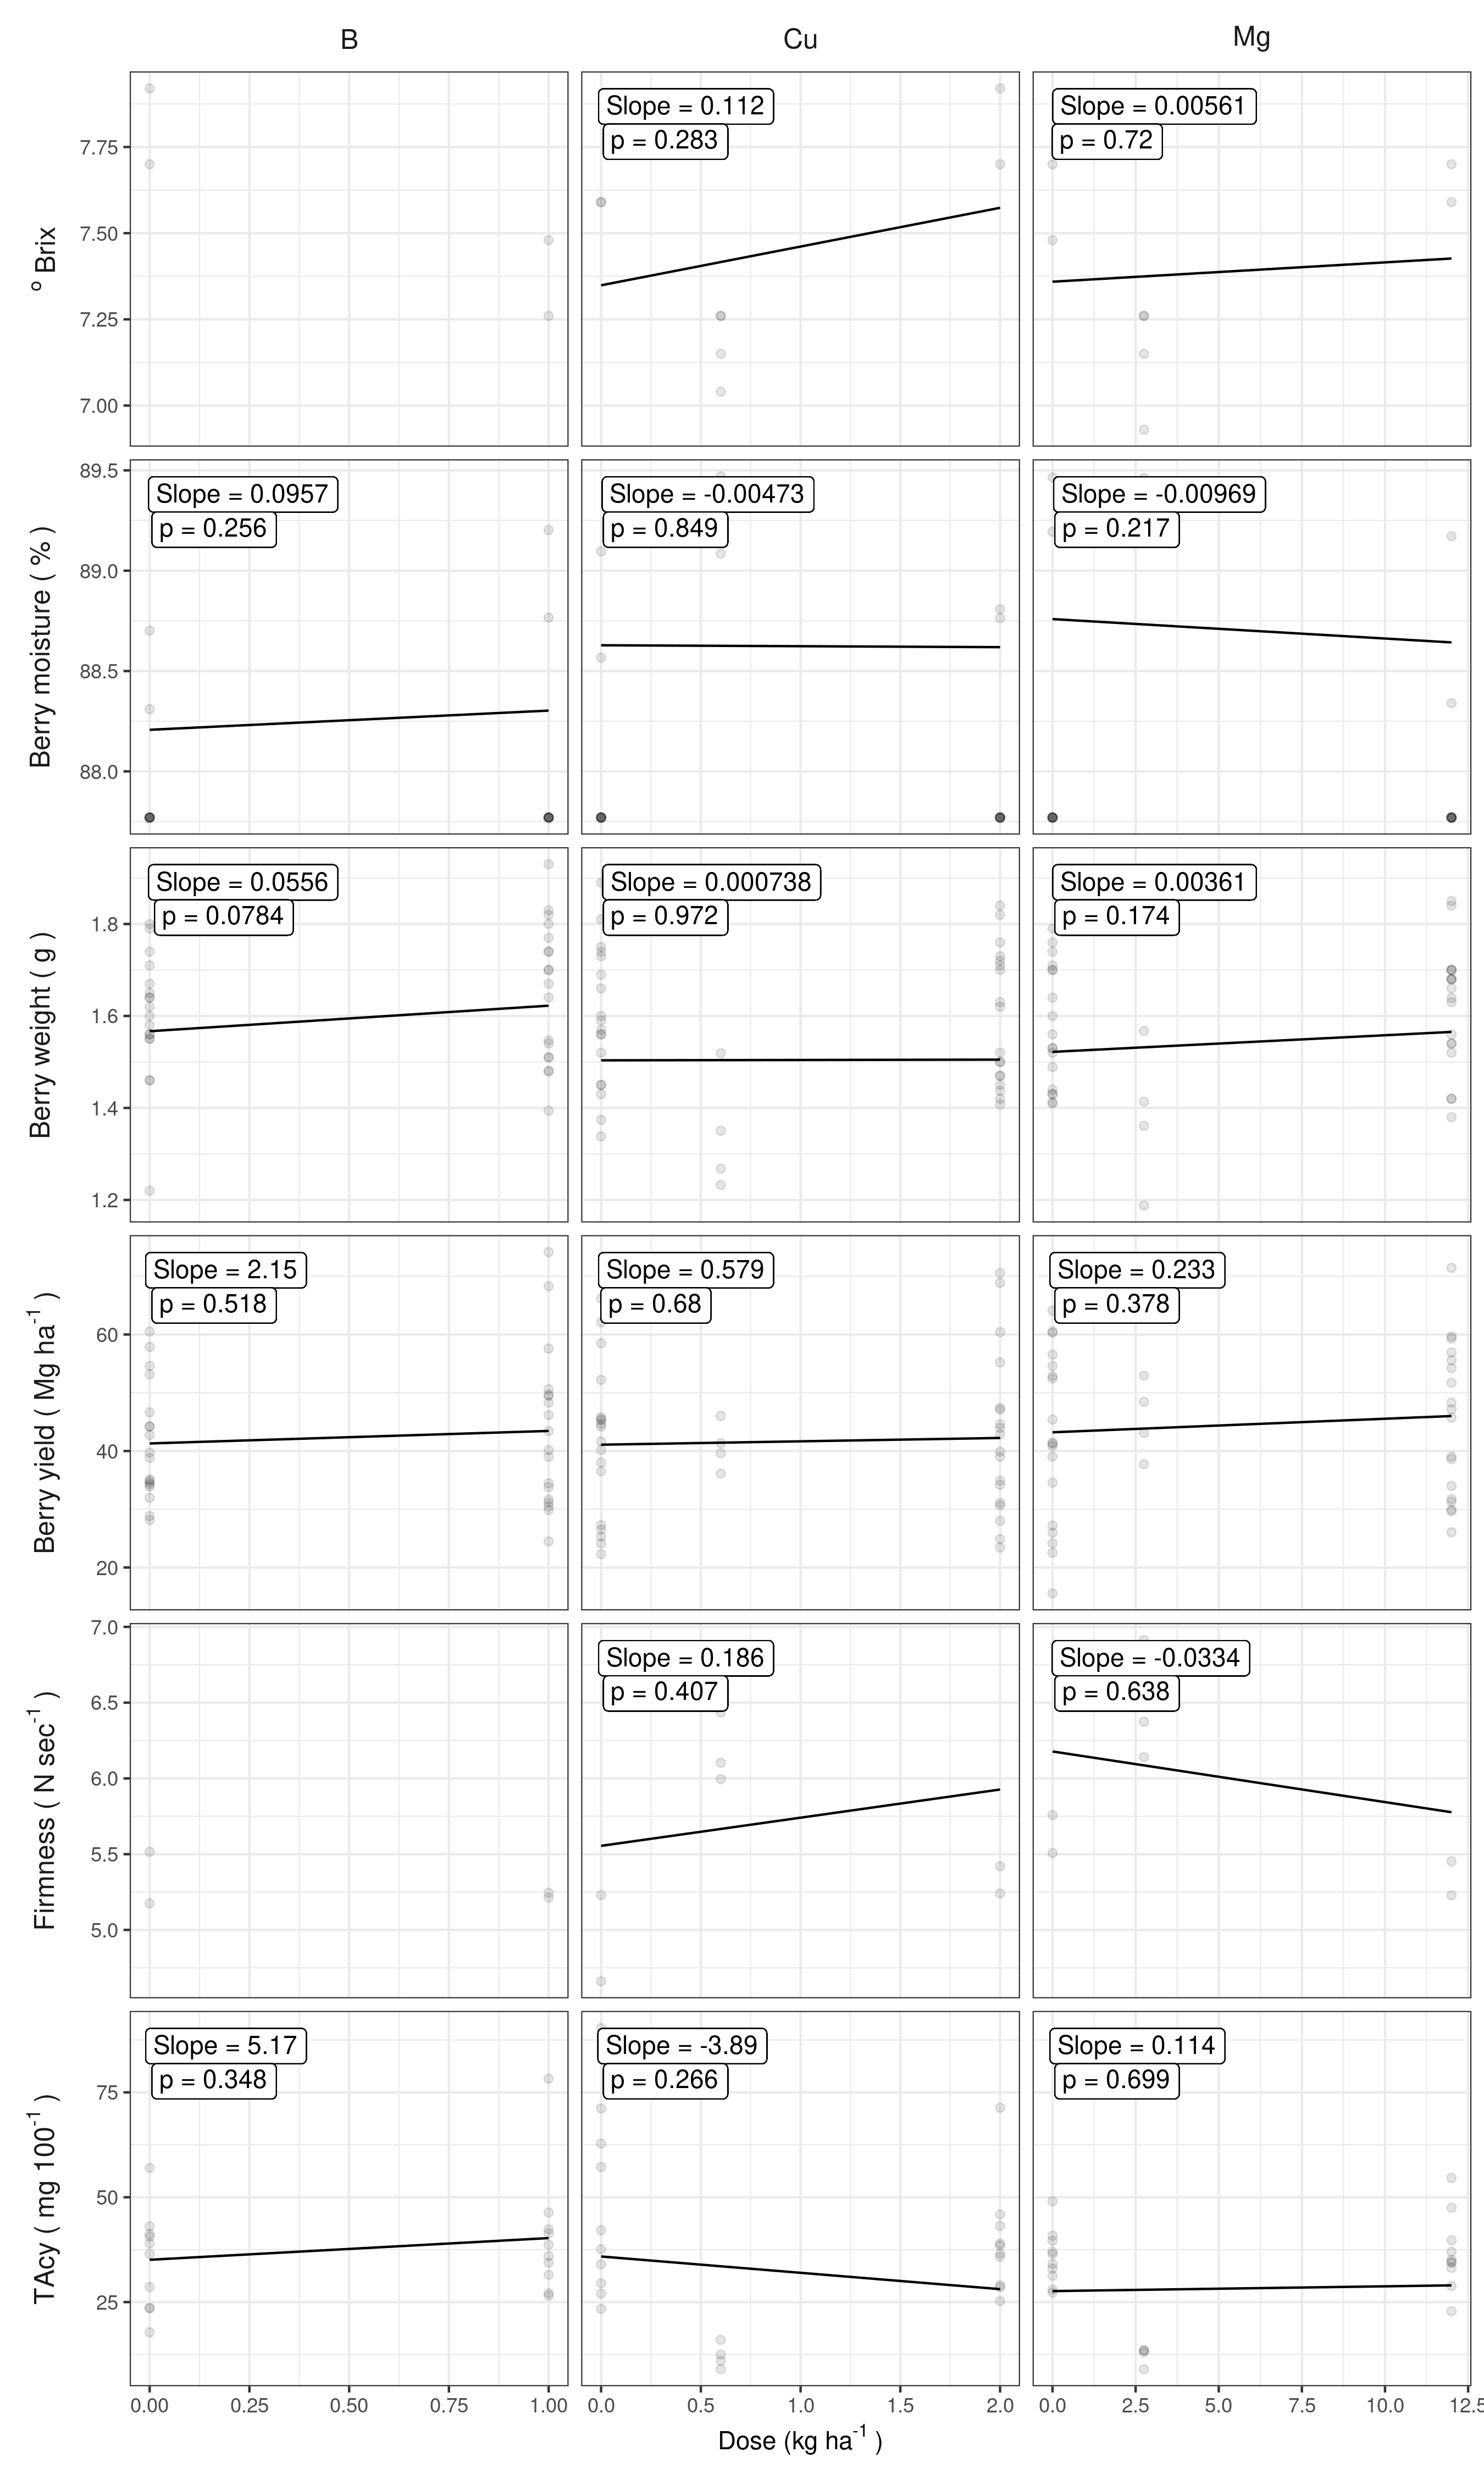 B Cu Mg
º Brix
7.75
7.50
7.25
7.00
Slope = 0.112
p = 0.283
Slope = 0.00561
p = 0.72
Berry moisture ( % )
89.5
89.0
88.5
88.0
Slope = 0.0957
p = 0.256
Slope = -0.00473
p = 0.849
Slope = -0.00969
p = 0.217
Berry weight ( g )
1.8
1.6
1.4
1.2
Slope = 0.0556
p = 0.0784
Slope = 0.000738
p = 0.972
Slope = 0.00361
p = 0.174
Berry yield ( Mg ha⁻¹ )
60
40
20
Slope = 2.15
p = 0.518
Slope = 0.579
p = 0.68
Slope = 0.233
p = 0.378
Firmness ( N sec⁻¹ )
7.0
6.5
6.0
5.5
5.0
Slope = 0.186
p = 0.407
Slope = -0.0334
p = 0.638
TAcy ( mg 100⁻¹ )
75
50
25
Slope = 5.17
p = 0.348
Slope = -3.89
p = 0.266
Slope = 0.114
p = 0.699
0.00 0.25 0.50 0.75 1.00 0.0 0.5 1.0 1.5 2.0 0.0 2.5 5.0 7.5 10.0 12.5
Dose (kg ha⁻¹ )